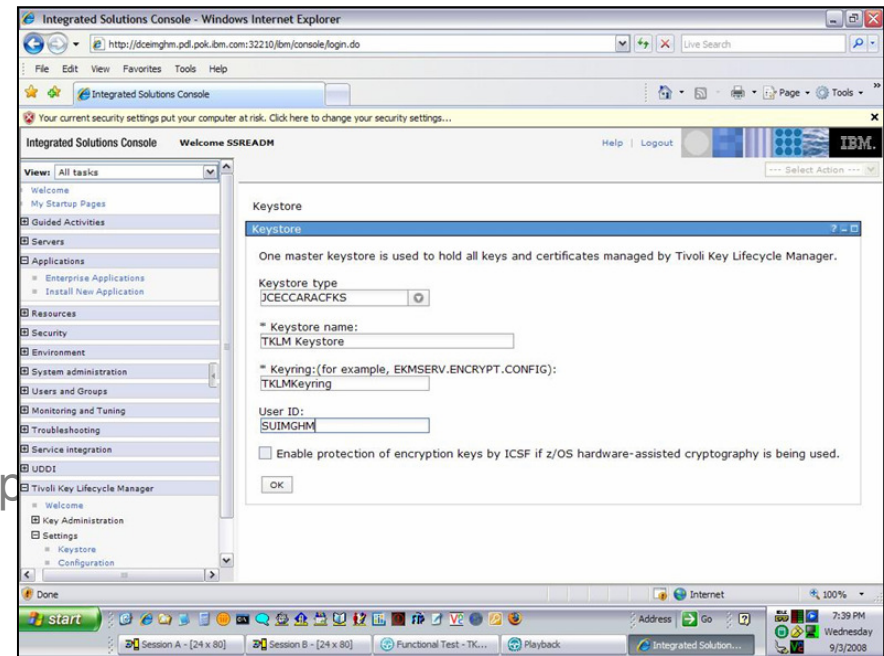 Integrated Solutions Console - Windows Internet Explorer
http://dceimghm.pdl.pok.ibm.com:32210/ibm/console/login.do
Live Search
File Edit View Favorites Tools Help
Integrated Solutions Console
Page Tools
Your current security settings put your computer at risk. Click here to change your security settings...
Integrated Solutions Console Welcome SSREADM Help | Logout IBM.
View: All tasks
--- Select Action ---
Welcome
My Startup Pages
Guided Activities
Servers
Applications
Enterprise Applications
Install New Application
Resources
Security
Environment
System administration
Users and Groups
Monitoring and Tuning
Troubleshooting
Service integration
UDDI
Tivoli Key Lifecycle Manager
Welcome
Key Administration
Settings
Keystore
Configuration
Keystore
Keystore
One master keystore is used to hold all keys and certificates managed by Tivoli Key Lifecycle Manager.
Keystore type
JCECCARACFKS
* Keystore name:
TKLM Keystore
* Keyring:(for example, EKMSERV.ENCRYPT.CONFIG):
TKLMKeyring
User ID:
SUIMGHM
Enable protection of encryption keys by ICSF if z/OS hardware-assisted cryptography is being used.
OK
p
Done Internet 100%
start
Address Go
7:39 PM
Wednesday
9/3/2008
Session A - [24 x 80] Session B - [24 x 80] Functional Test - TK... Playback Integrated Solution...